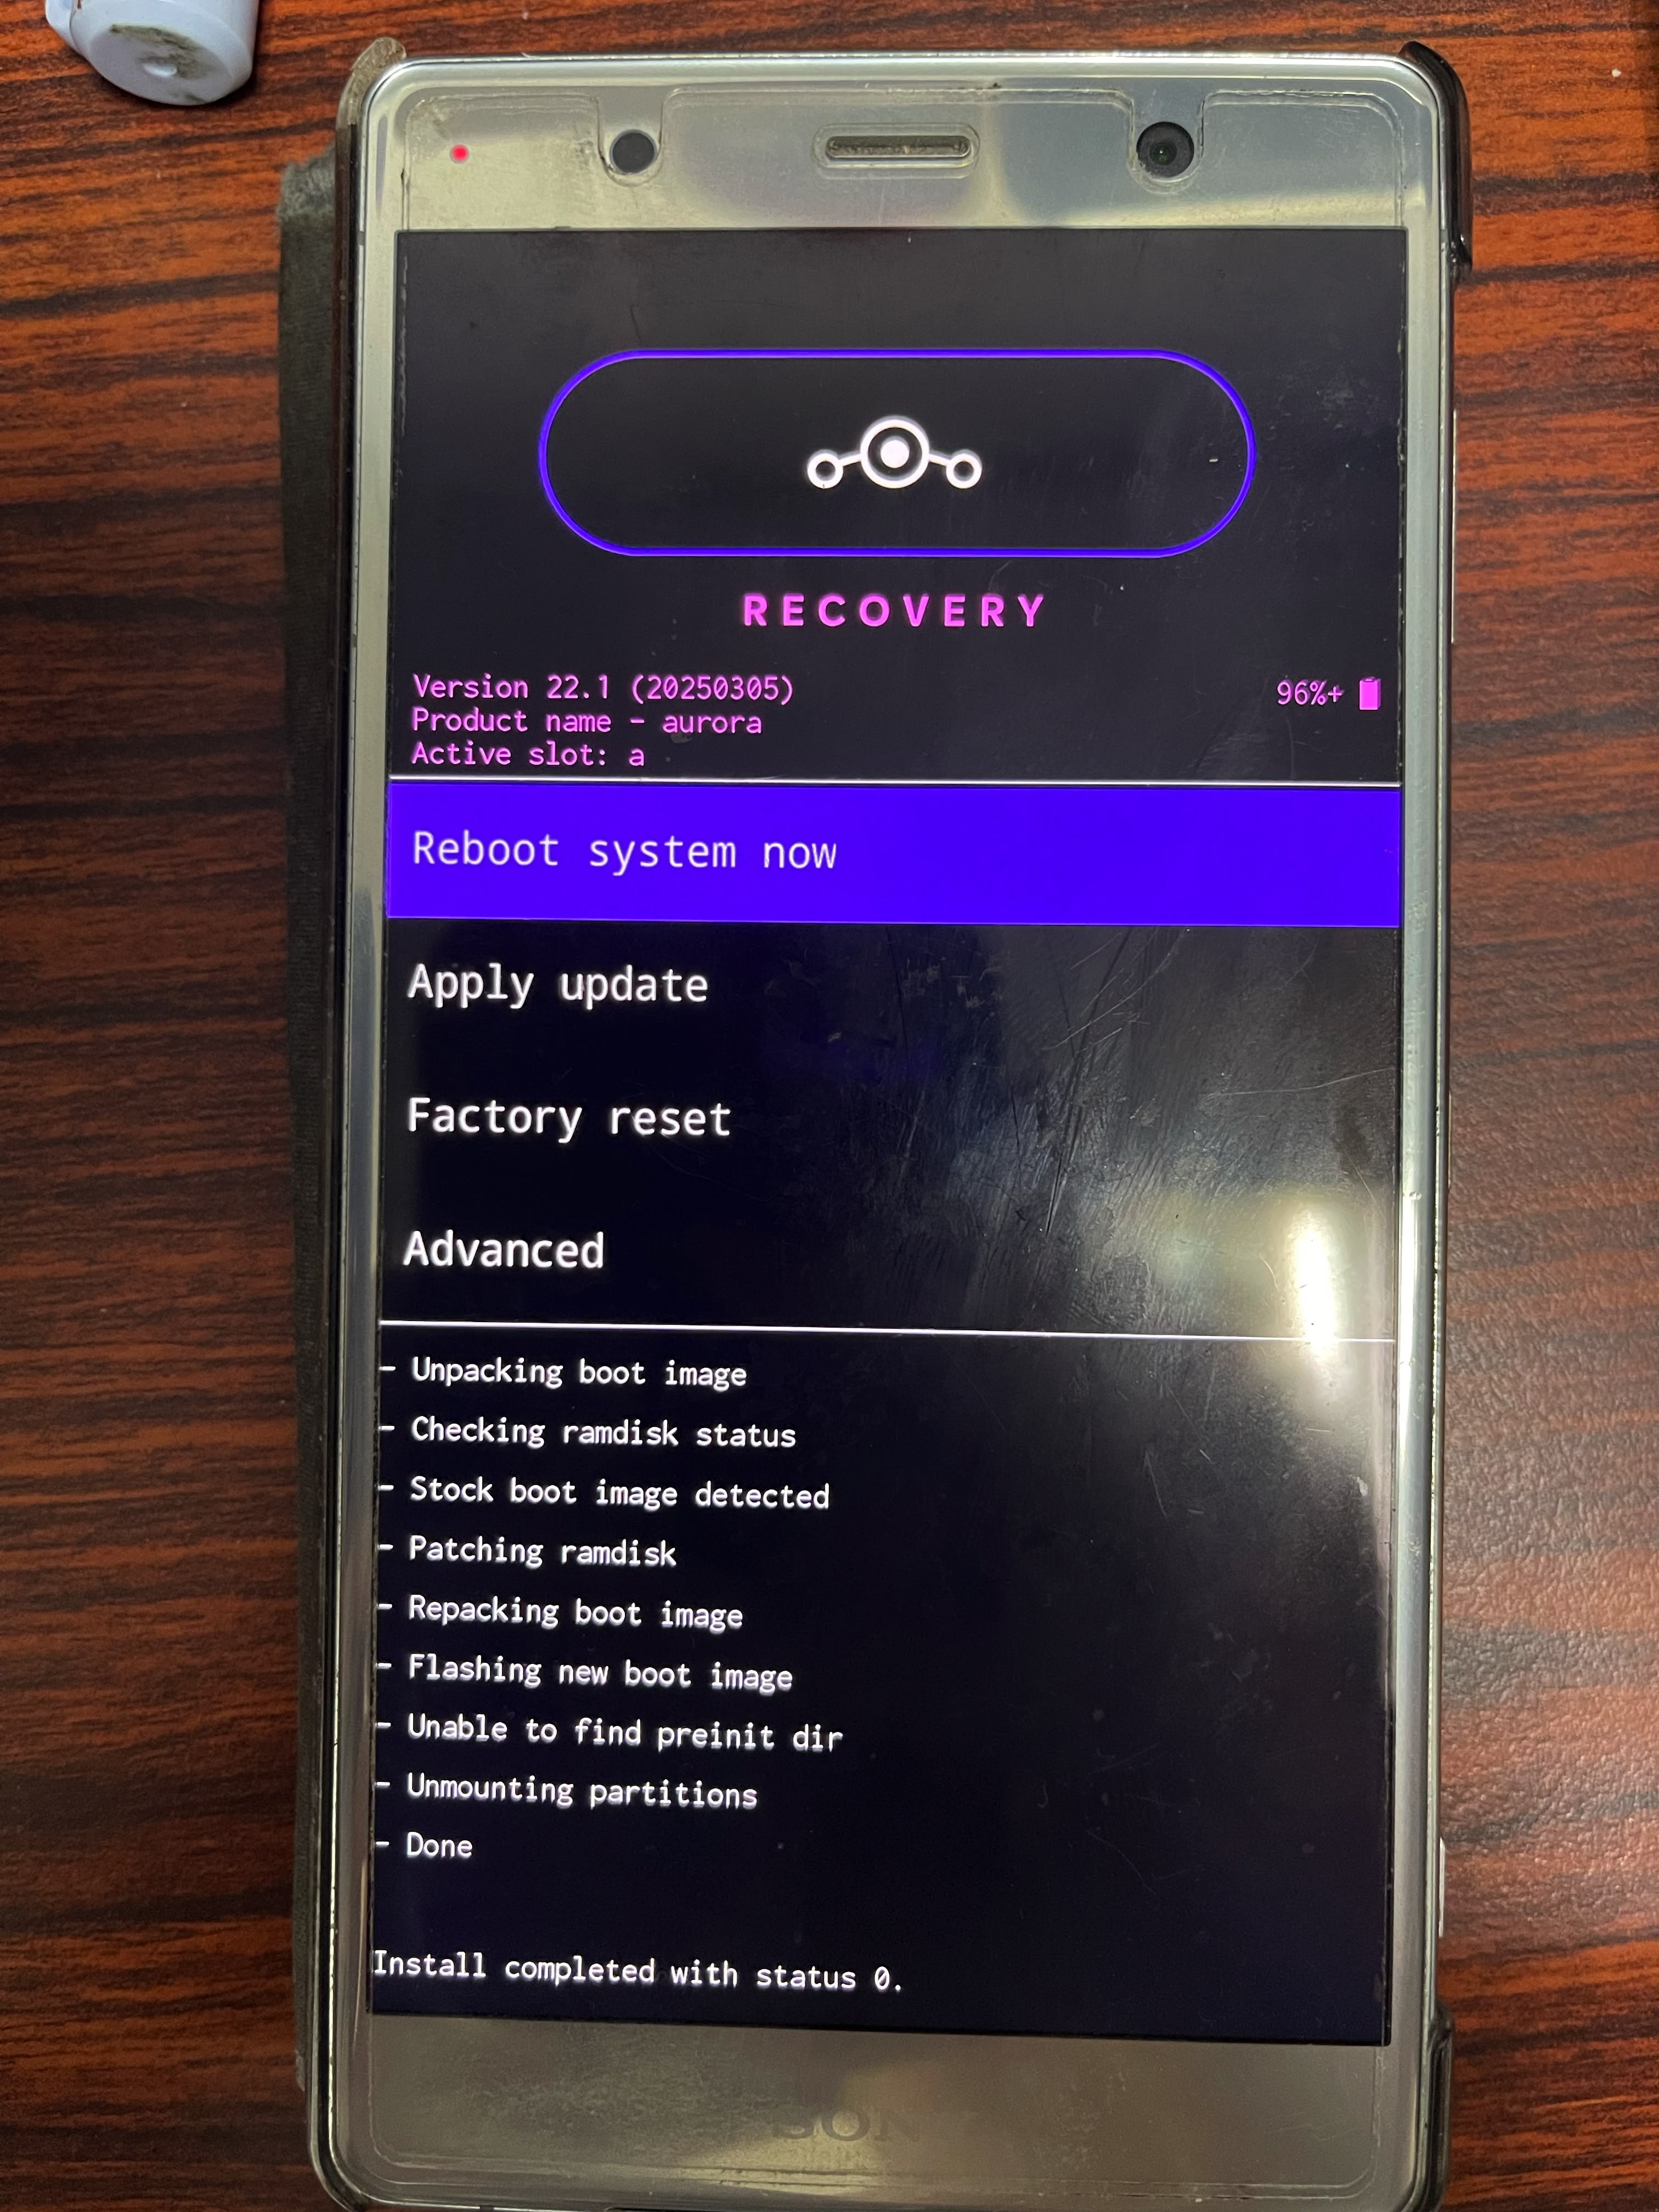 RECOVERY
Version 22.1 (20250305)
96%+
Product name - aurora
Active slot: a
Reboot system now
Apply update
Factory reset
Advanced
- Unpacking boot image
- Checking ramdisk status
- Stock boot image detected
- Patching ramdisk
- Repacking boot image
- Flashing new boot image
- Unable to find preinit dir
- Unmounting partitions
- Done
Install completed with status 0.
SON